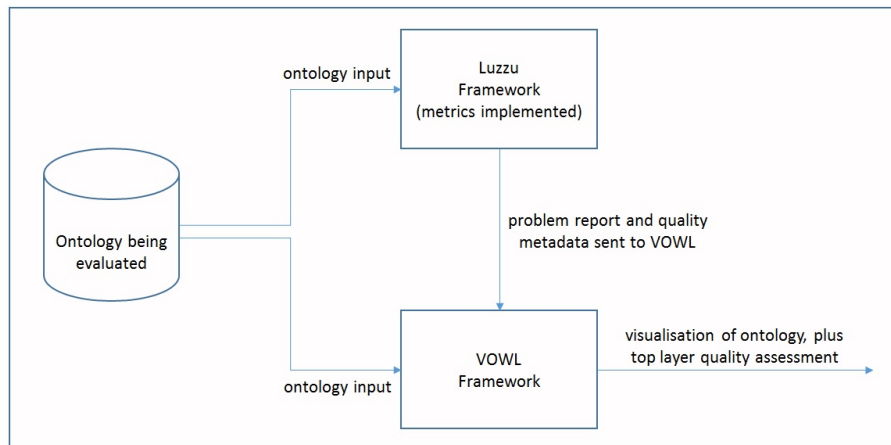 ontology input
Luzzu
Framework
(metrics implemented)
Ontology being
evaluated
problem report and quality
metadata sent to VOWL
ontology input
VOWL
Framework
visualisation of ontology, plus
top layer quality assessment